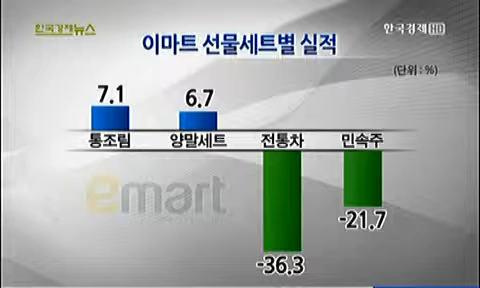 한국경제뉴스
한국경제HD
이마트 선물세트별 실적
(단위 : %)
7.1
6.7
통조림
양말세트
전통차
민속주
emart
-36.3
-21.7